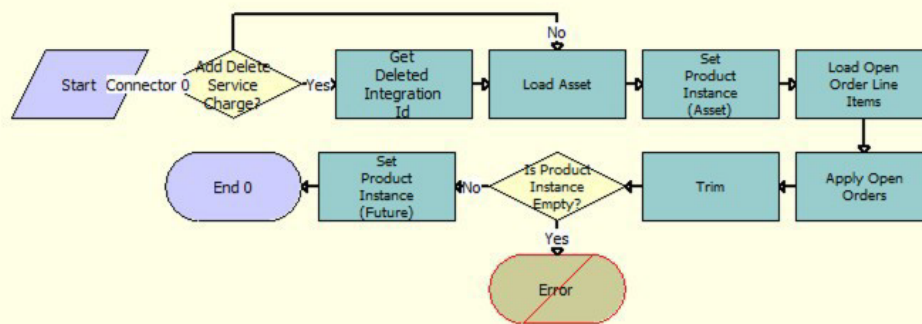 No
Start
Connector 0
Add Delete
Service
Charge?
Yes
Get
Deleted
Integration
Id
Load Asset
Set
Product
Instance
(Asset)
Load Open
Order Line
Items
End 0
Set
Product
Instance
(Future)
No
Is Product
Instance
Empty?
Trim
Apply Open
Orders
Yes
Error